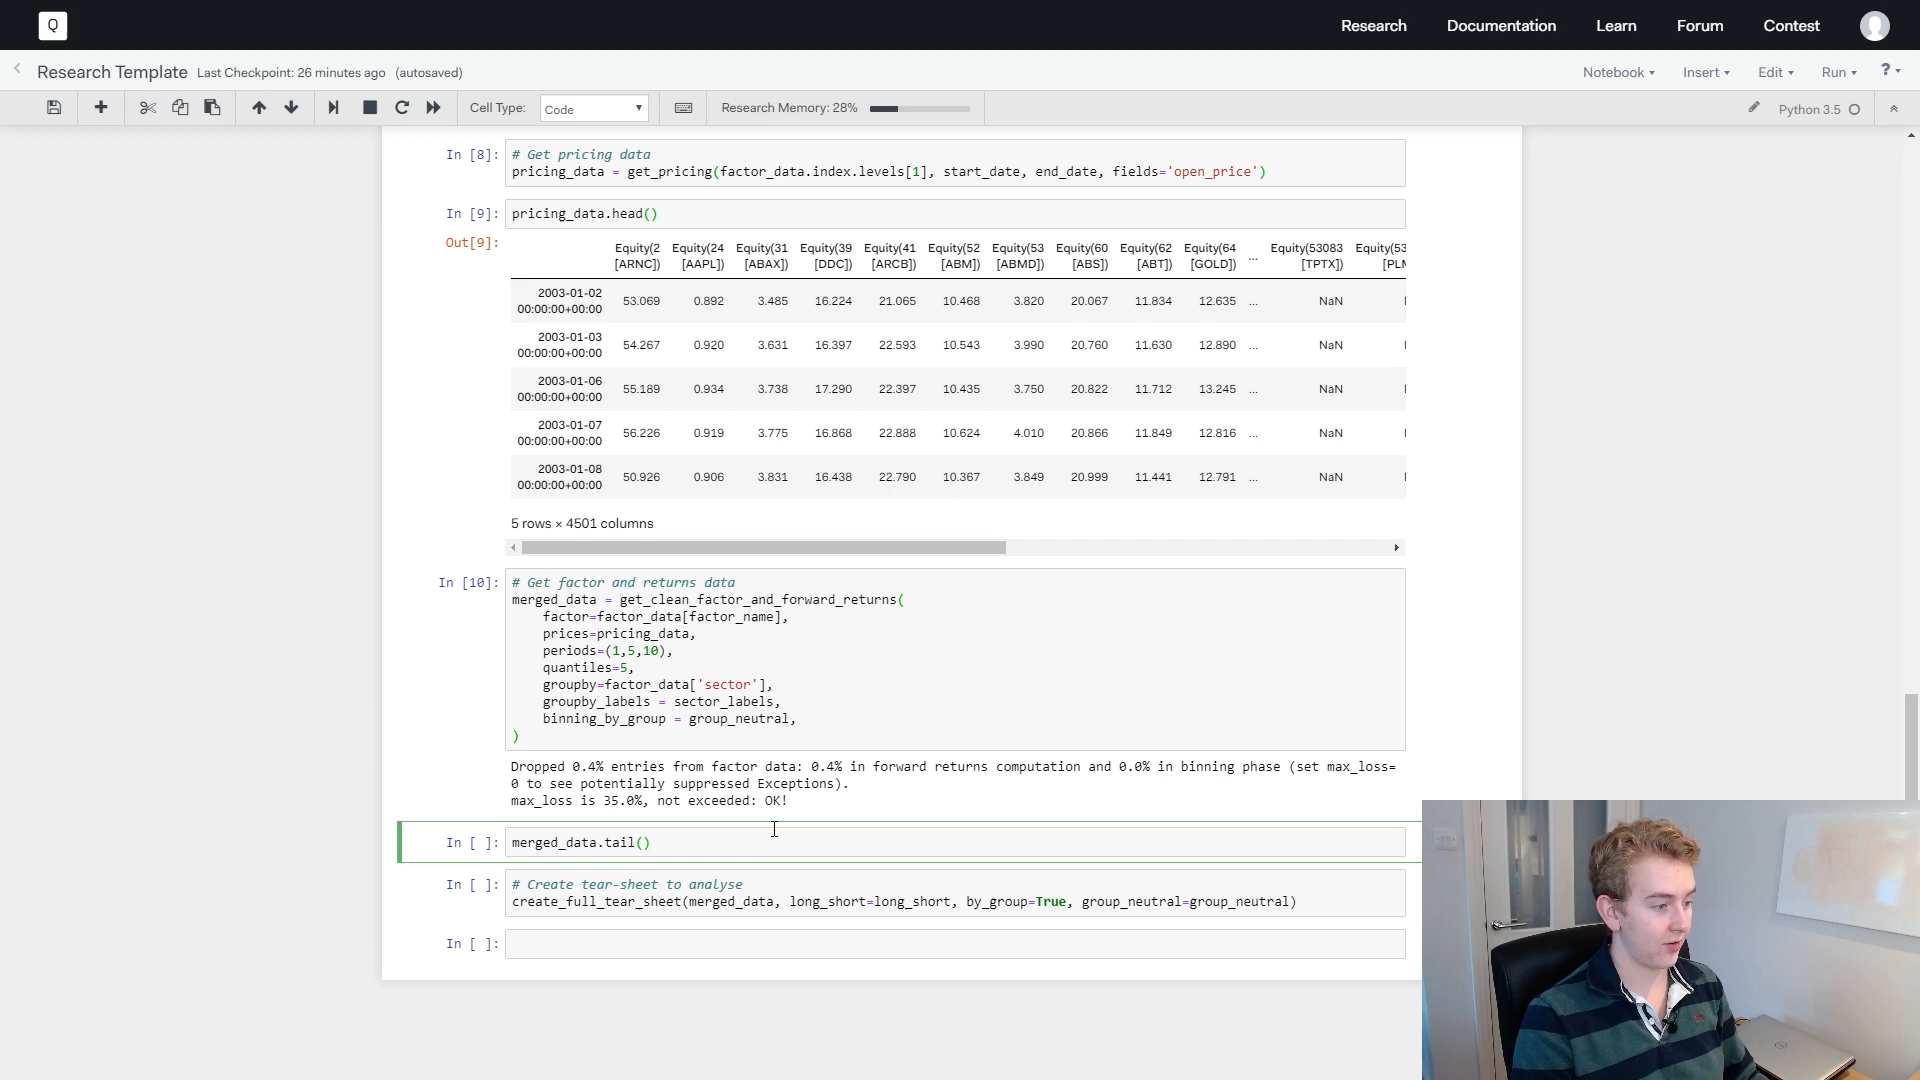 Q
Research
Documentation
Learn
Forum
Contest
Research Template Last Checkpoint: 26 minutes ago (autosaved)
Notebook
Insert
Edit
Run
?
Cell Type:
Code
Research Memory: 28%
Python 3.5
In [8]:
# Get pricing data
pricing_data = get_pricing(factor_data.index.levels[1], start_date, end_date, fields='open_price')
In [9]:
pricing_data.head()
Out[9]:
Equity(2 Equity(24 Equity(31 Equity(39 Equity(41 Equity(52 Equity(53 Equity(60 Equity(62 Equity(64 ... Equity(53083 Equity(53
[ARNC]) [AAPL]) [ABAX]) [DDC]) [ARCB]) [ABM]) [ABMD]) [ABS]) [ABT]) [GOLD]) [TPTX]) [PLM
2003-01-02
00:00:00+00:00
53.069 0.892 3.485 16.224 21.065 10.468 3.820 20.067 11.834 12.635 ... NaN
2003-01-03
00:00:00+00:00
54.267 0.920 3.631 16.397 22.593 10.543 3.990 20.760 11.630 12.890 ... NaN
2003-01-06
00:00:00+00:00
55.189 0.934 3.738 17.290 22.397 10.435 3.750 20.822 11.712 13.245 ... NaN
2003-01-07
00:00:00+00:00
56.226 0.919 3.775 16.868 22.888 10.624 4.010 20.866 11.849 12.816 ... NaN
2003-01-08
00:00:00+00:00
50.926 0.906 3.831 16.438 22.790 10.367 3.849 20.999 11.441 12.791 ... NaN
5 rows × 4501 columns
In [10]:
# Get factor and returns data
merged_data = get_clean_factor_and_forward_returns(
factor=factor_data[factor_name],
prices=pricing_data,
periods=(1,5,10),
quantiles=5,
groupby=factor_data['sector'],
groupby_labels = sector_labels,
binning_by_group = group_neutral,
)
Dropped 0.4% entries from factor data: 0.4% in forward returns computation and 0.0% in binning phase (set max_loss=
0 to see potentially suppressed Exceptions).
max_loss is 35.0%, not exceeded: OK!
In [ ]:
merged_data.tail()
In [ ]:
# Create tear-sheet to analyse
create_full_tear_sheet(merged_data, long_short=long_short, by_group=True, group_neutral=group_neutral)
In [ ]: